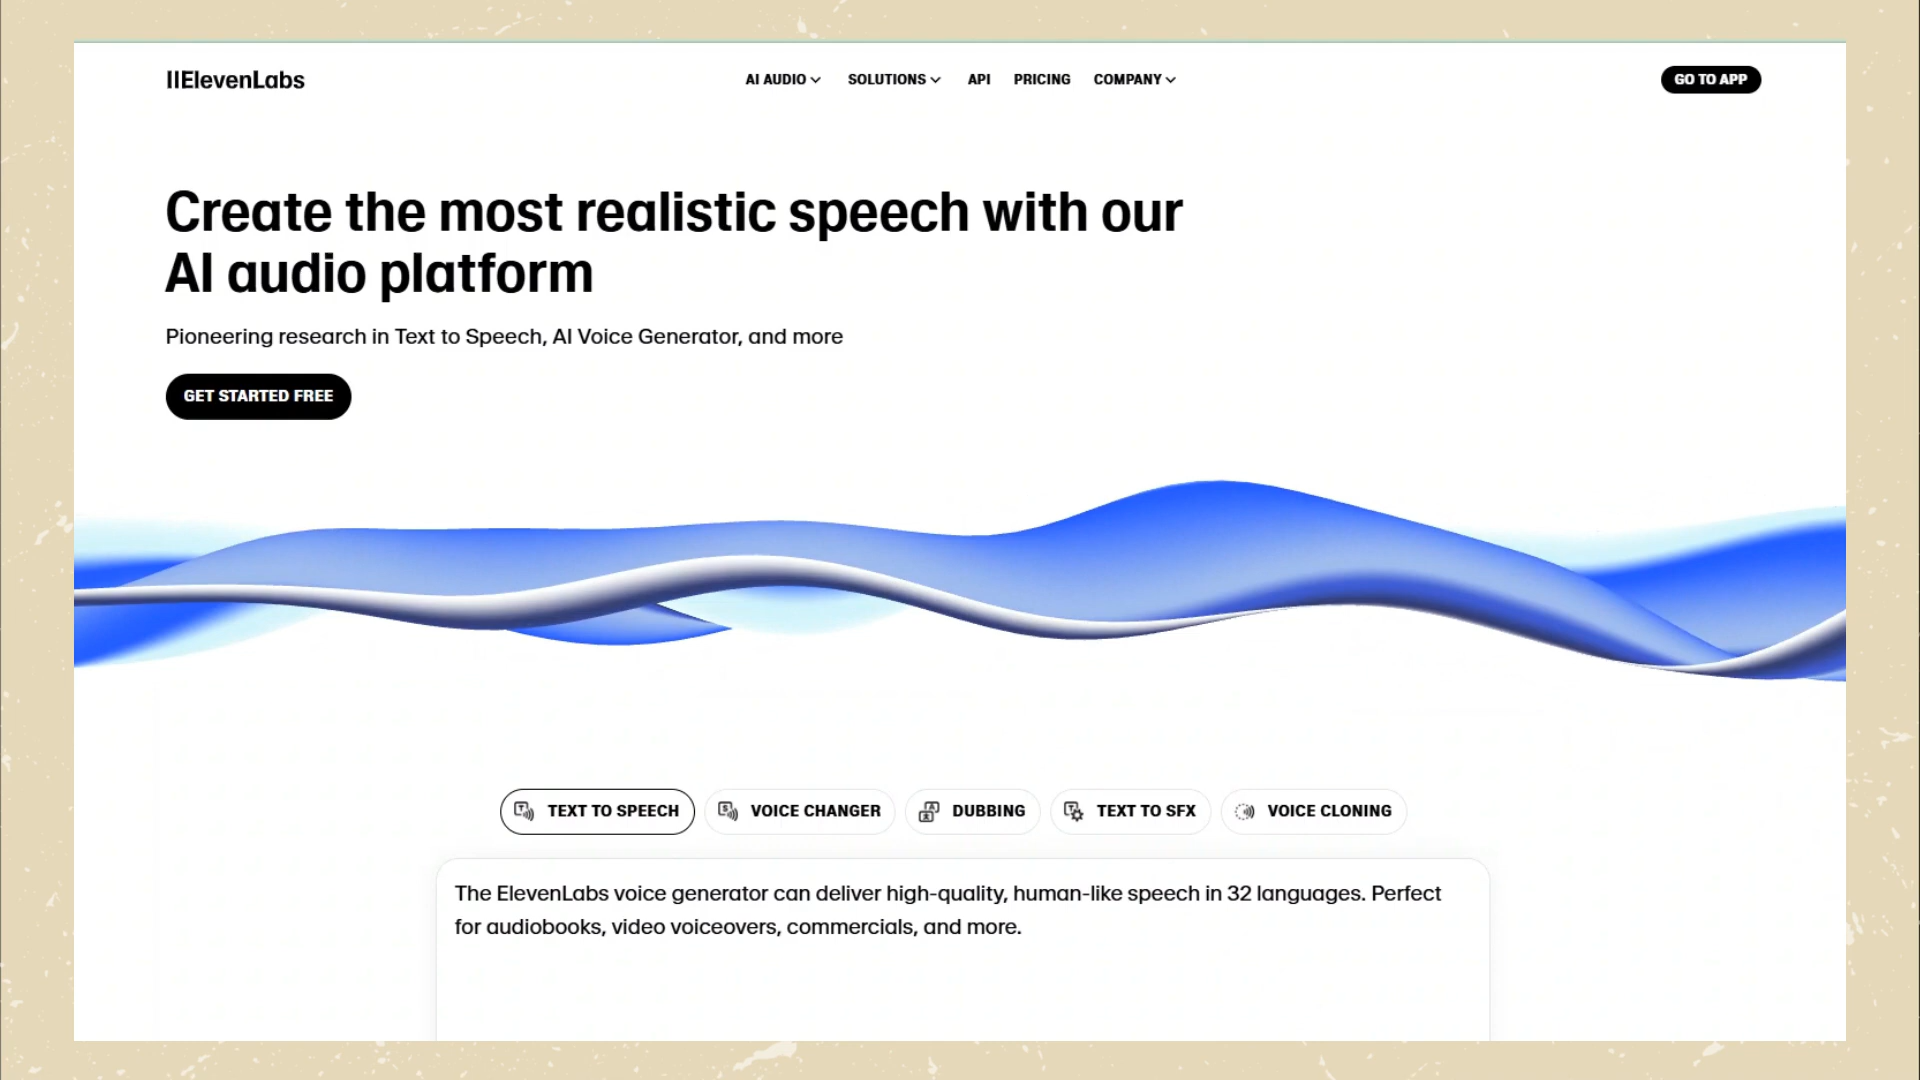 IIElevenLabs
AI AUDIO
SOLUTIONS
API
PRICING
COMPANY
GO TO APP
Create the most realistic speech with our
AI audio platform
Pioneering research in Text to Speech, AI Voice Generator, and more
GET STARTED FREE
TEXT TO SPEECH
VOICE CHANGER
DUBBING
TEXT TO SFX
VOICE CLONING
The ElevenLabs voice generator can deliver high-quality, human-like speech in 32 languages. Perfect
for audiobooks, video voiceovers, commercials, and more.